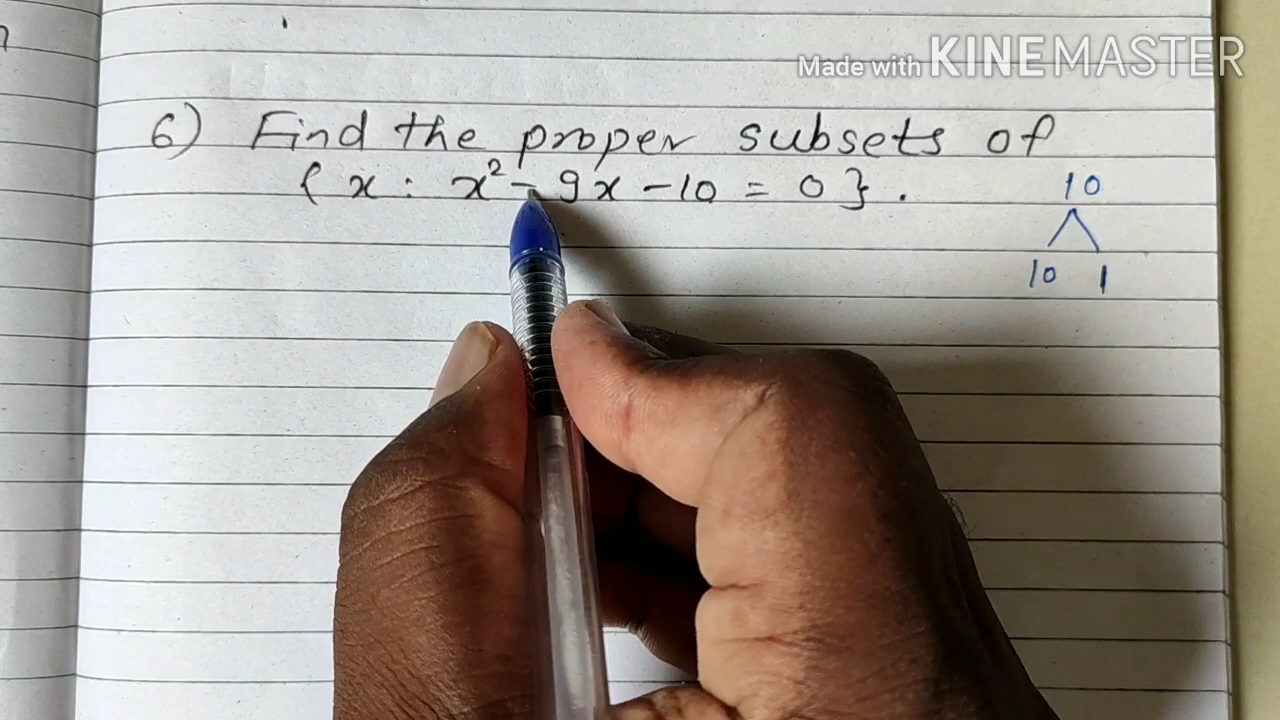 Made with KINEMASTER
6) Find the proper subsets of
{ x : x² - 9x - 10 = 0 } .
10
10 1